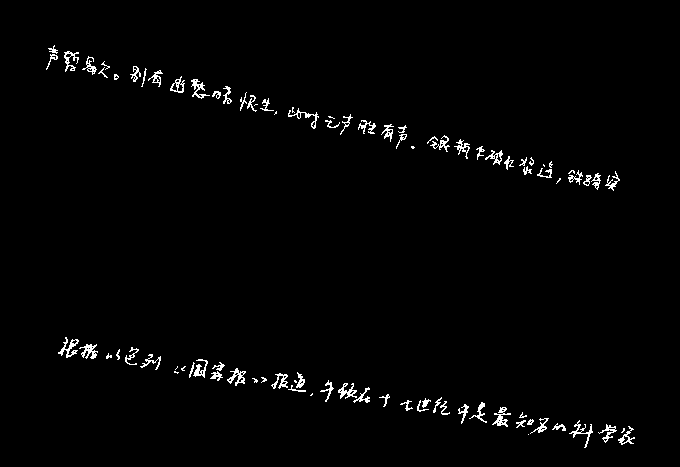 声暂歇。别有幽愁暗恨生,此时无声胜有声。银瓶乍破水浆迸,铁骑突
根据以色列《国家报》报道,牛顿在十七世纪中是最知名的科学家